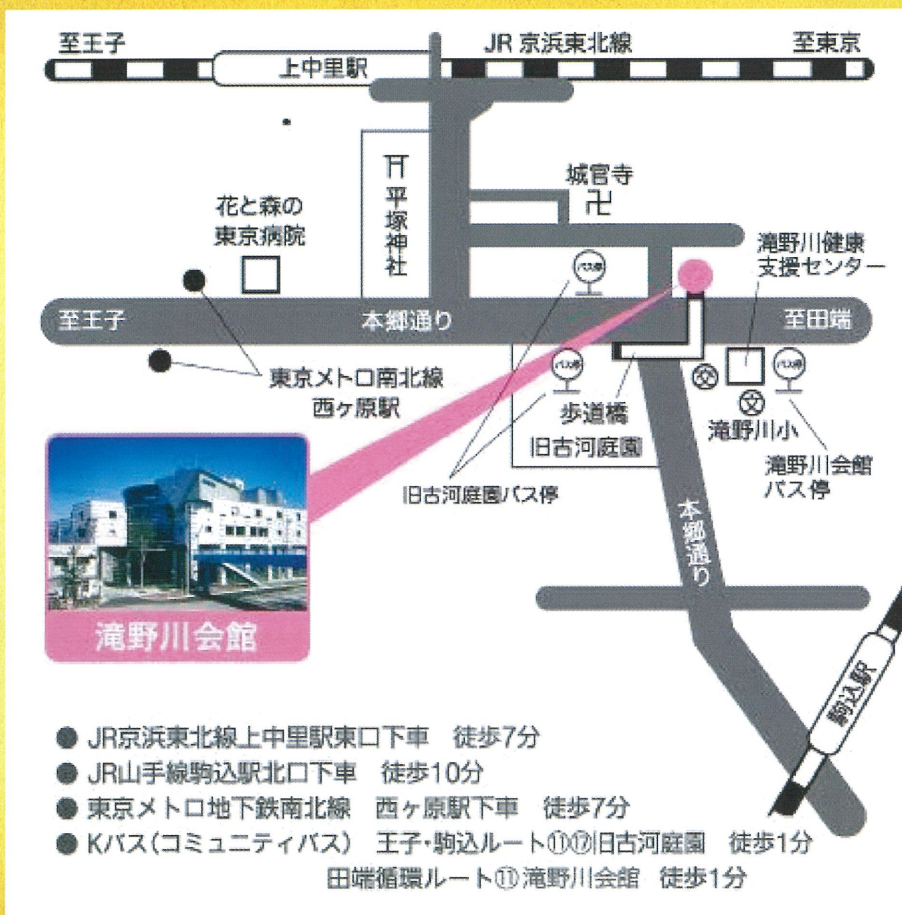 至王子
JR 京浜東北線
至東京
上中里駅
平塚神社
城官寺
花と森の
東京病院
バス停
滝野川健康
支援センター
至王子
本郷通り
至田端
東京メトロ南北線
西ヶ原駅
バス停
歩道橋
交
文
バス停
滝野川小
旧古河庭園
旧古河庭園バス停
滝野川会館
バス停
本郷通り
滝野川会館
駒込駅
● JR京浜東北線上中里駅東口下車 徒歩7分
● JR山手線駒込駅北口下車 徒歩10分
● 東京メトロ地下鉄南北線 西ヶ原駅下車 徒歩7分
● Kバス(コミュニティバス) 王子・駒込ルート⑪⑰旧古河庭園 徒歩1分
田端循環ルート⑪滝野川会館 徒歩1分